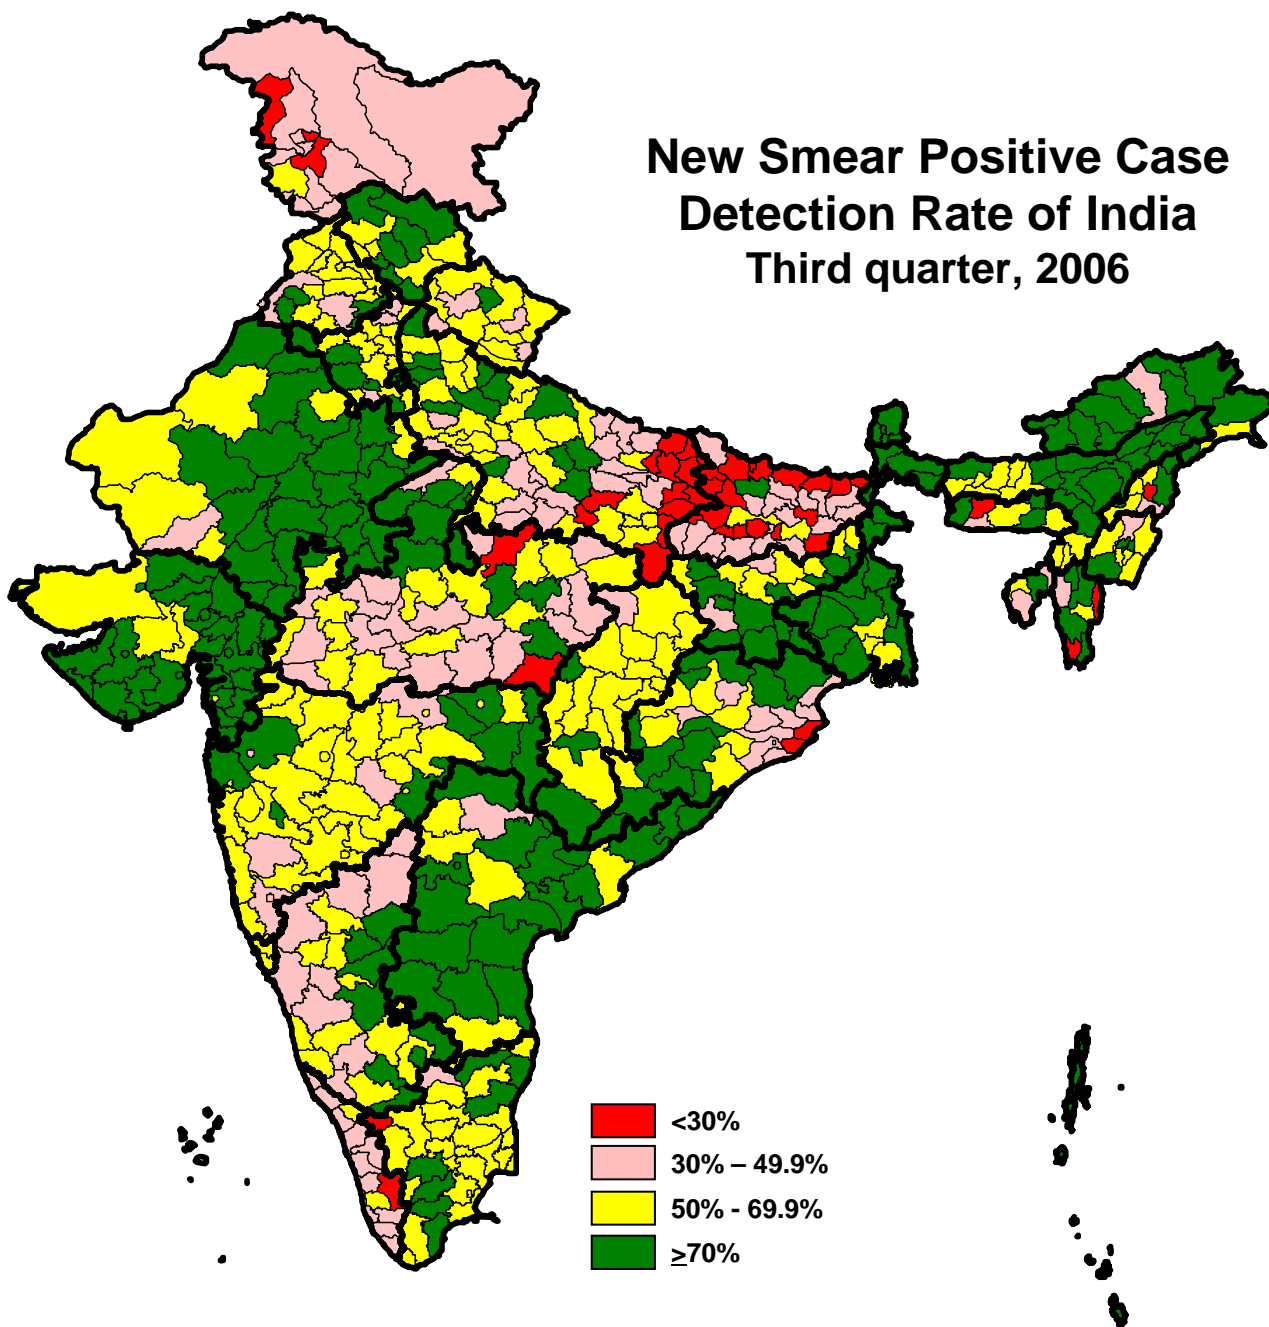 New Smear Positive Case
Detection Rate of India
Third quarter, 2006
<30%
30% – 49.9%
50% - 69.9%
≥70%